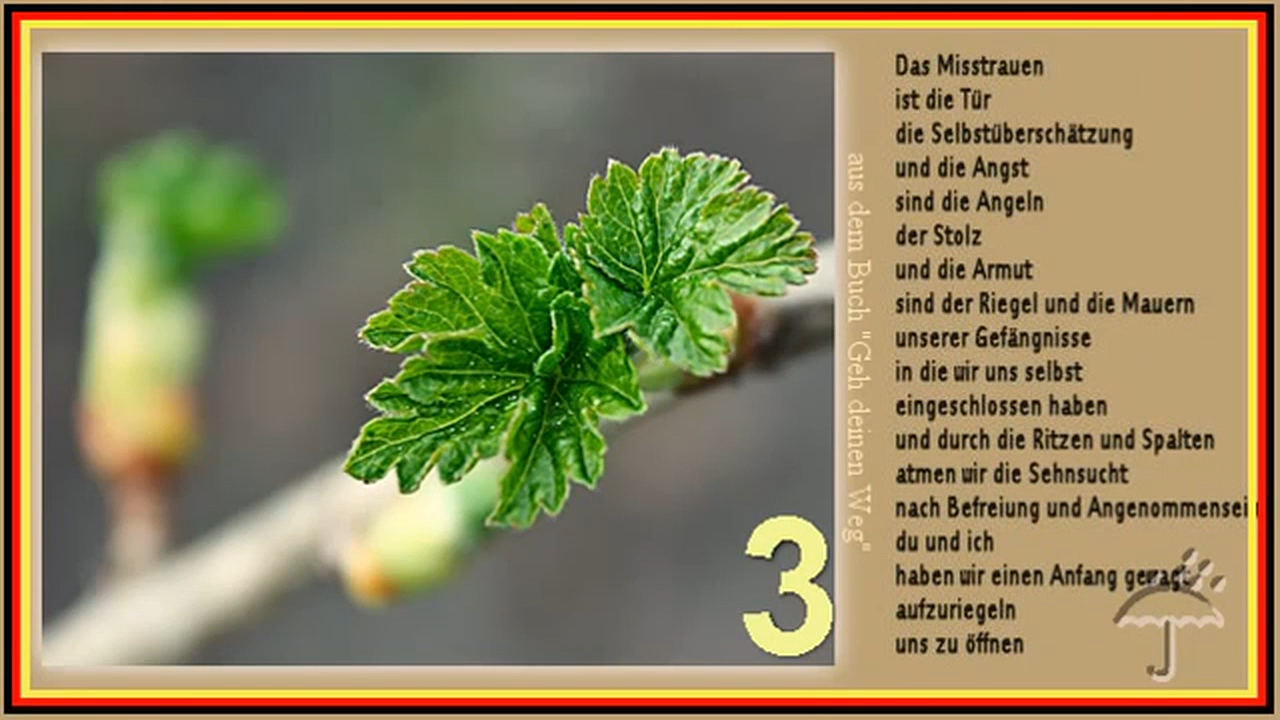 Das Misstrauen
ist die Tür
die Selbstüberschätzung
und die Angst
sind die Angeln
der Stolz
und die Armut
sind der Riegel und die Mauern
unserer Gefängnisse
in die wir uns selbst
eingeschlossen haben
und durch die Ritzen und Spalten
atmen wir die Sehnsucht
nach Befreiung und Angenommensein
du und ich
haben wir einen Anfang gewagt
aufzuriegeln
uns zu öffnen
aus dem Buch "Geh deinen Weg"
3